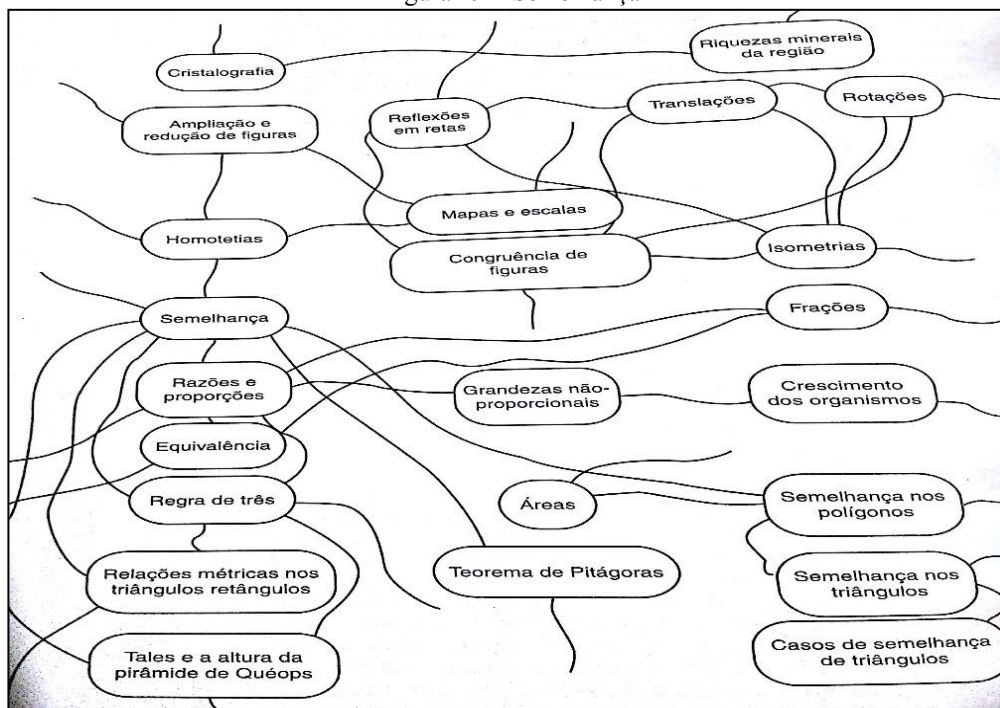 Riquezas minerais
da região
Cristalografia
Ampliação e
redução de figuras
Reflexões
em retas
Translações
Rotações
Mapas e escalas
Homotetias
Congruência de
figuras
Isometrias
Semelhança
Frações
Razões e
proporções
Grandezas não-
proporcionais
Crescimento
dos organismos
Equivalência
Regra de três
Áreas
Semelhança nos
polígonos
Relações métricas nos
triângulos retângulos
Teorema de Pitágoras
Semelhança nos
triângulos
Tales e a altura da
pirâmide de Quéops
Casos de semelhança
de triângulos